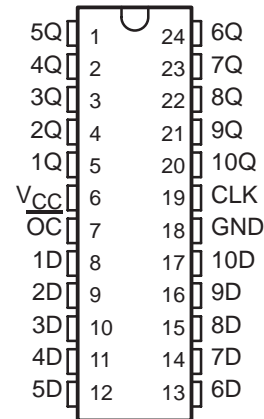 5Q 1 24 6Q
4Q 2 23 7Q
3Q 3 22 8Q
2Q 4 21 9Q
1Q 5 20 10Q
VCC 6 19 CLK
OC 7 18 GND
1D 8 17 10D
2D 9 16 9D
3D 10 15 8D
4D 11 14 7D
5D 12 13 6D